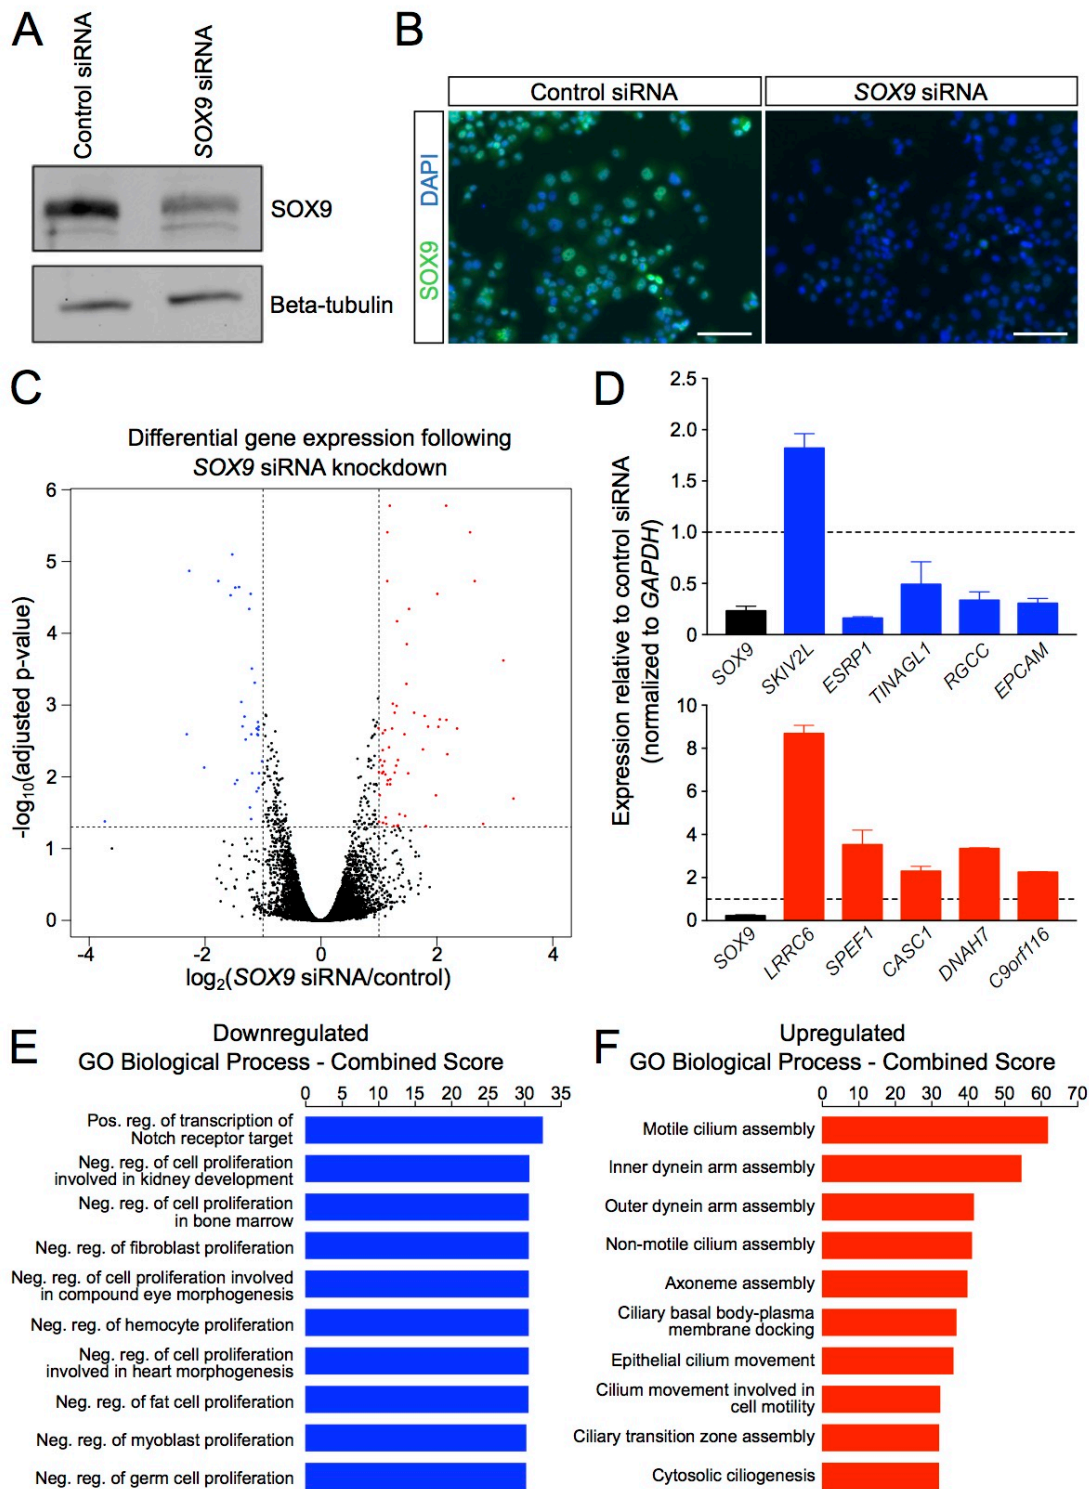 A
Control siRNA
SOX9 siRNA
SOX9
Beta-tubulin
B
Control siRNA
SOX9 siRNA
SOX9 DAPI
C
Differential gene expression following
SOX9 siRNA knockdown
6
5
4
3
2
1
0
-log10(adjusted p-value)
-4
-2
0
2
4
log2(SOX9 siRNA/control)
D
Expression relative to control siRNA
(normalized to GAPDH)
2.5
2.0
1.5
1.0
0.5
0
SOX9
SKIV2L
ESRP1
TINAGL1
RGCC
EPCAM
10
8
6
4
2
0
SOX9
LRRC6
SPEF1
CASC1
DNAH7
C9orf116
E
Downregulated
GO Biological Process - Combined Score
0 5 10 15 20 25 30 35
Pos. reg. of transcription of
Notch receptor target
Neg. reg. of cell proliferation
involved in kidney development
Neg. reg. of cell proliferation
in bone marrow
Neg. reg. of fibroblast proliferation
Neg. reg. of cell proliferation involved
in compound eye morphogenesis
Neg. reg. of hemocyte proliferation
Neg. reg. of cell proliferation
involved in heart morphogenesis
Neg. reg. of fat cell proliferation
Neg. reg. of myoblast proliferation
Neg. reg. of germ cell proliferation
F
Upregulated
GO Biological Process - Combined Score
0 10 20 30 40 50 60 70
Motile cilium assembly
Inner dynein arm assembly
Outer dynein arm assembly
Non-motile cilium assembly
Axoneme assembly
Ciliary basal body-plasma
membrane docking
Epithelial cilium movement
Cilium movement involved in
cell motility
Ciliary transition zone assembly
Cytosolic ciliogenesis